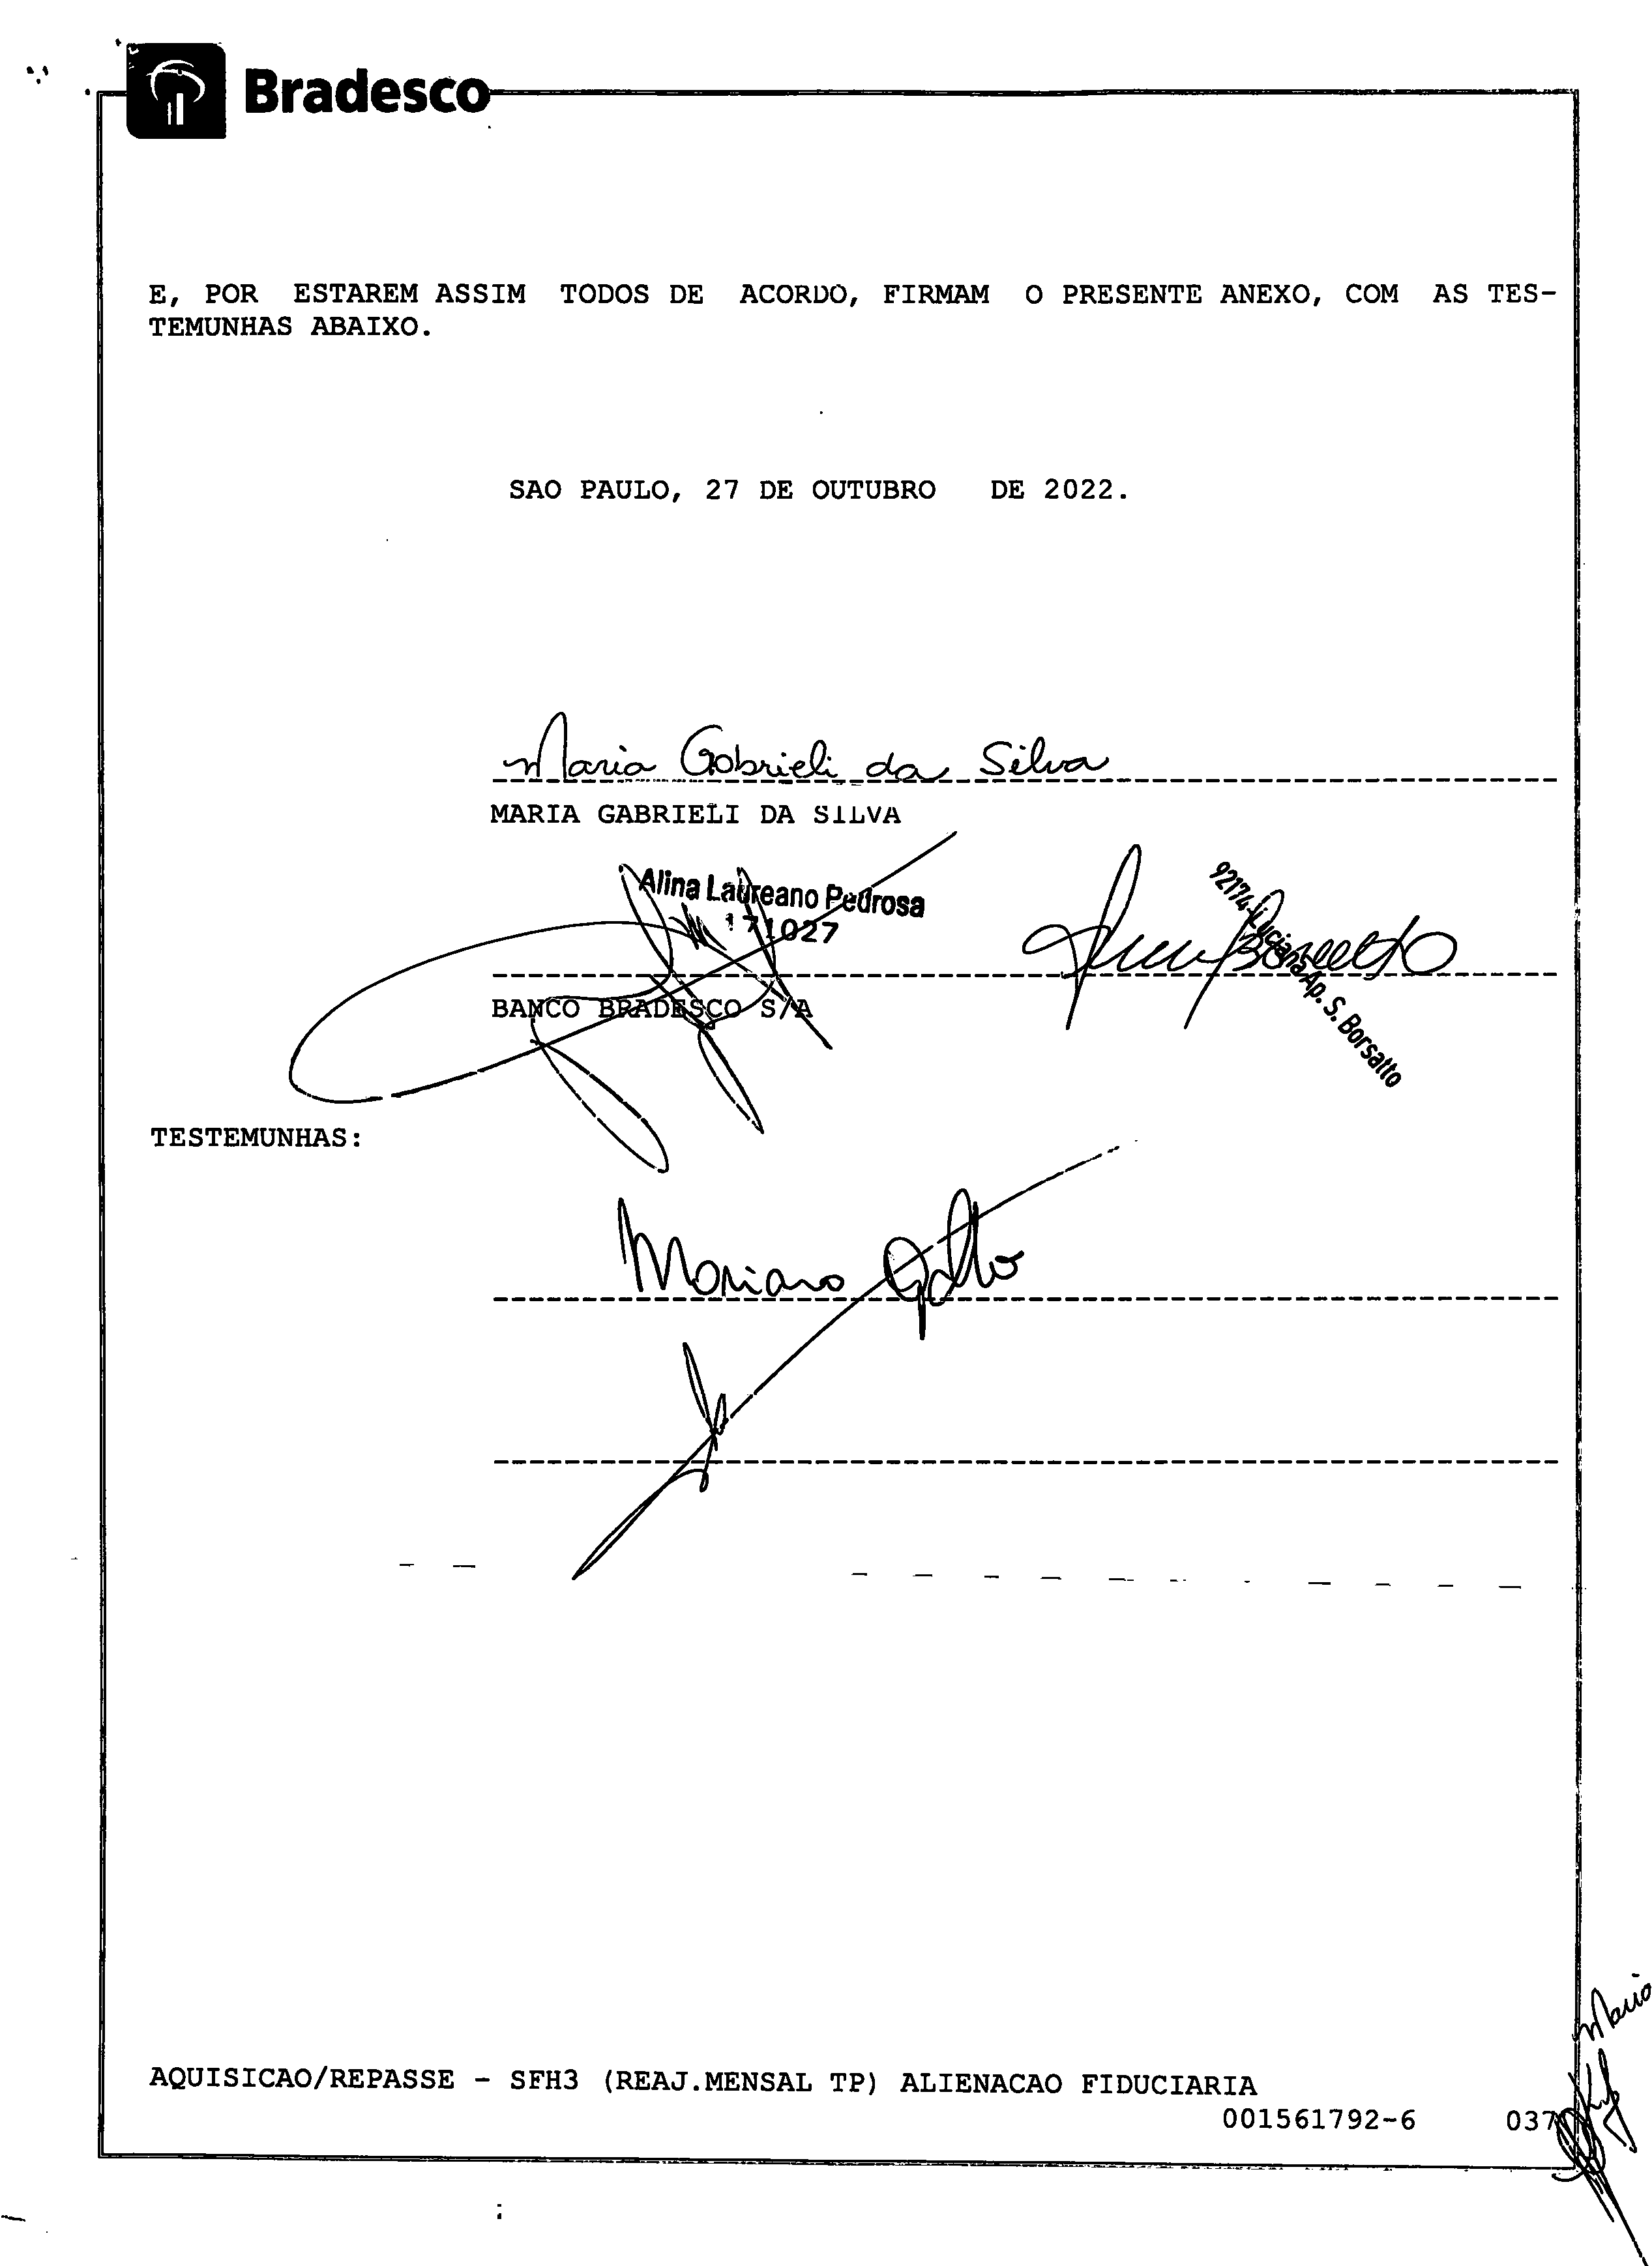 Bradesco
E, POR ESTAREM ASSIM TODOS DE ACORDO, FIRMAM O PRESENTE ANEXO, COM AS TES-
TEMUNHAS ABAIXO.
SAO PAULO, 27 DE OUTUBRO DE 2022.
Maria Gabrieli da Silva
MARIA GABRIELI DA SILVA
Alina Laureano Pedrosa
171027
92174-Luciana Ap. S. Borsatto
BANCO BRADESCO S/A
TESTEMUNHAS:
Mariano
Maria
AQUISICAO/REPASSE - SFH3 (REAJ.MENSAL TP) ALIENACAO FIDUCIARIA
001561792-6 037